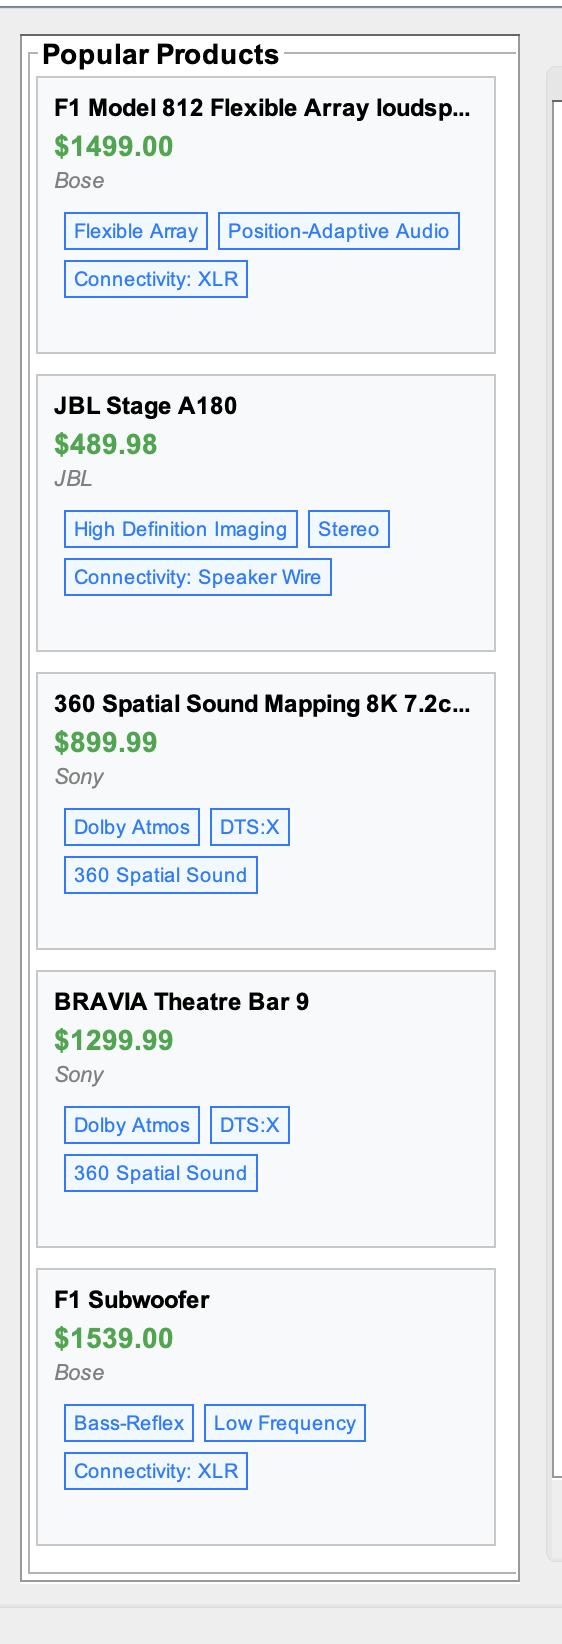 Popular Products
F1 Model 812 Flexible Array loudsp...
$1499.00
Bose
Flexible Array Position-Adaptive Audio
Connectivity: XLR
JBL Stage A180
$489.98
JBL
High Definition Imaging Stereo
Connectivity: Speaker Wire
360 Spatial Sound Mapping 8K 7.2c...
$899.99
Sony
Dolby Atmos DTS:X
360 Spatial Sound
BRAVIA Theatre Bar 9
$1299.99
Sony
Dolby Atmos DTS:X
360 Spatial Sound
F1 Subwoofer
$1539.00
Bose
Bass-Reflex Low Frequency
Connectivity: XLR